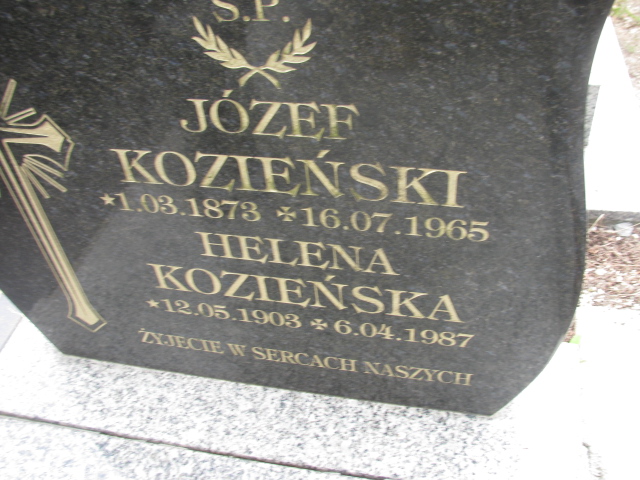 Ś.P.
JÓZEF
KOZIEŃSKI
*1.03.1873 ✠16.07.1965
HELENA
KOZIEŃSKA
*12.05.1903 ✠6.04.1987
ŻYJECIE W SERCACH NASZYCH